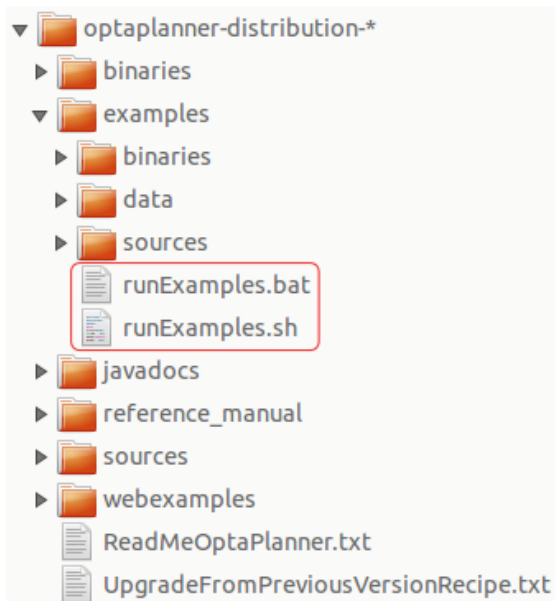 optaplanner-distribution-*
binaries
examples
binaries
data
sources
runExamples.bat
runExamples.sh
javadocs
reference_manual
sources
webexamples
ReadMeOptaPlanner.txt
UpgradeFromPreviousVersionRecipe.txt